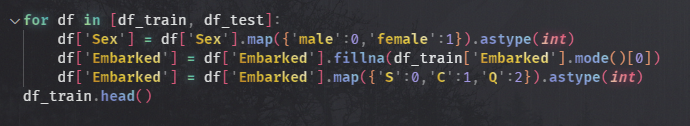 for df in [df_train, df_test]:
    df['Sex'] = df['Sex'].map({'male':0,'female':1}).astype(int)
    df['Embarked'] = df['Embarked'].fillna(df_train['Embarked'].mode()[0])
    df['Embarked'] = df['Embarked'].map({'S':0,'C':1,'Q':2}).astype(int)
df_train.head()